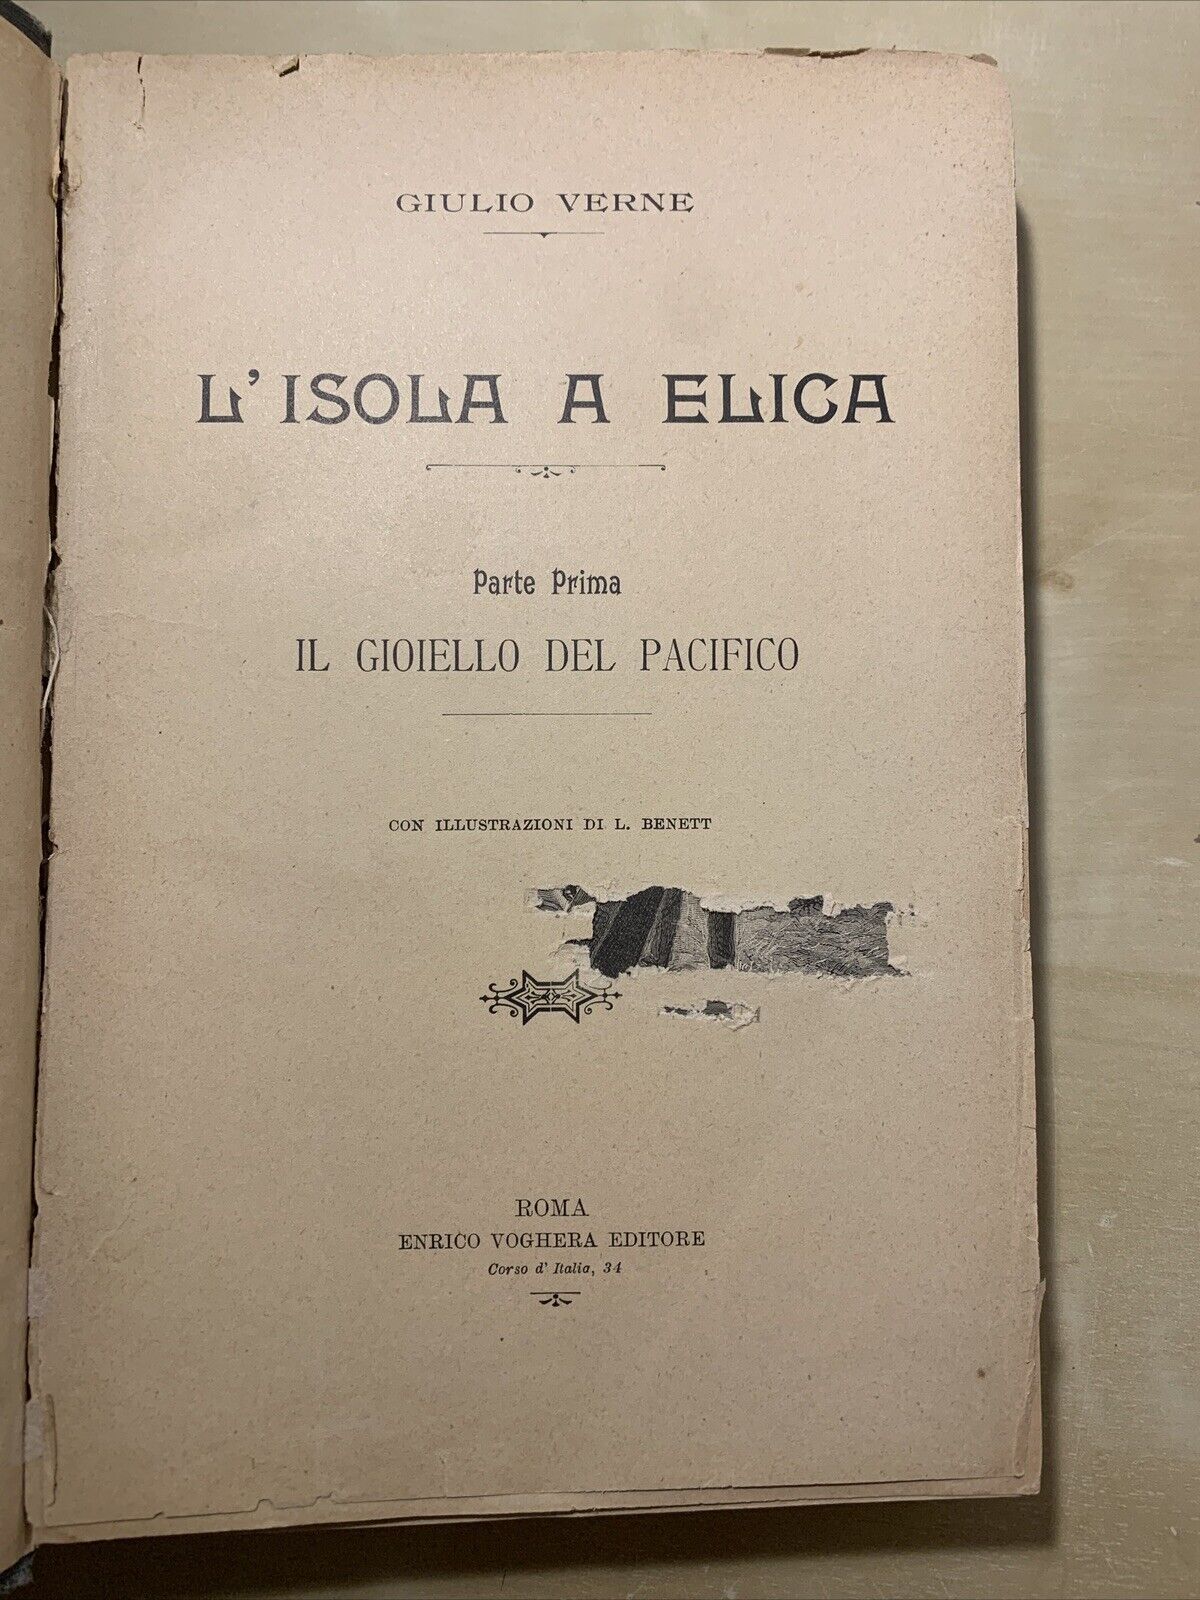 GIULIO VERNE
L'ISOLA A ELICA
Parte Prima
IL GIOIELLO DEL PACIFICO
CON ILLUSTRAZIONI DI L. BENETT
ROMA
ENRICO VOGHERA EDITORE
Corso d' Italia, 34